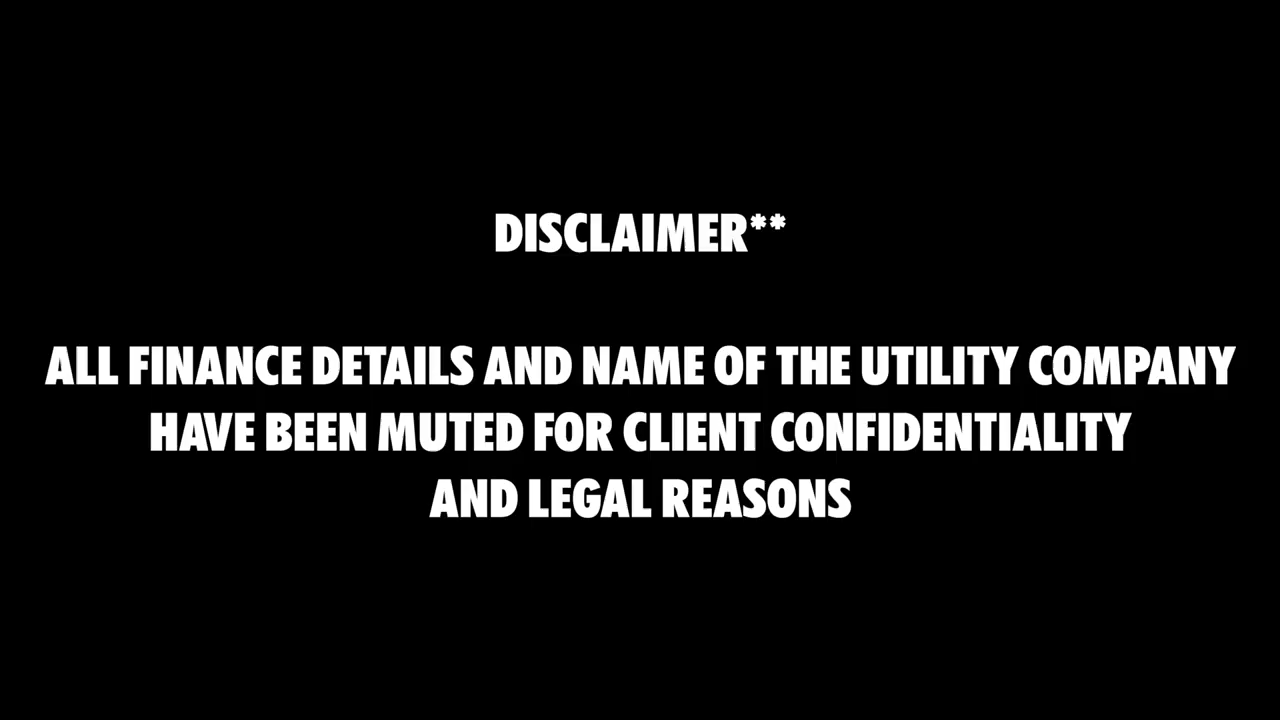 DISCLAIMER**
ALL FINANCE DETAILS AND NAME OF THE UTILITY COMPANY
HAVE BEEN MUTED FOR CLIENT CONFIDENTIALITY
AND LEGAL REASONS